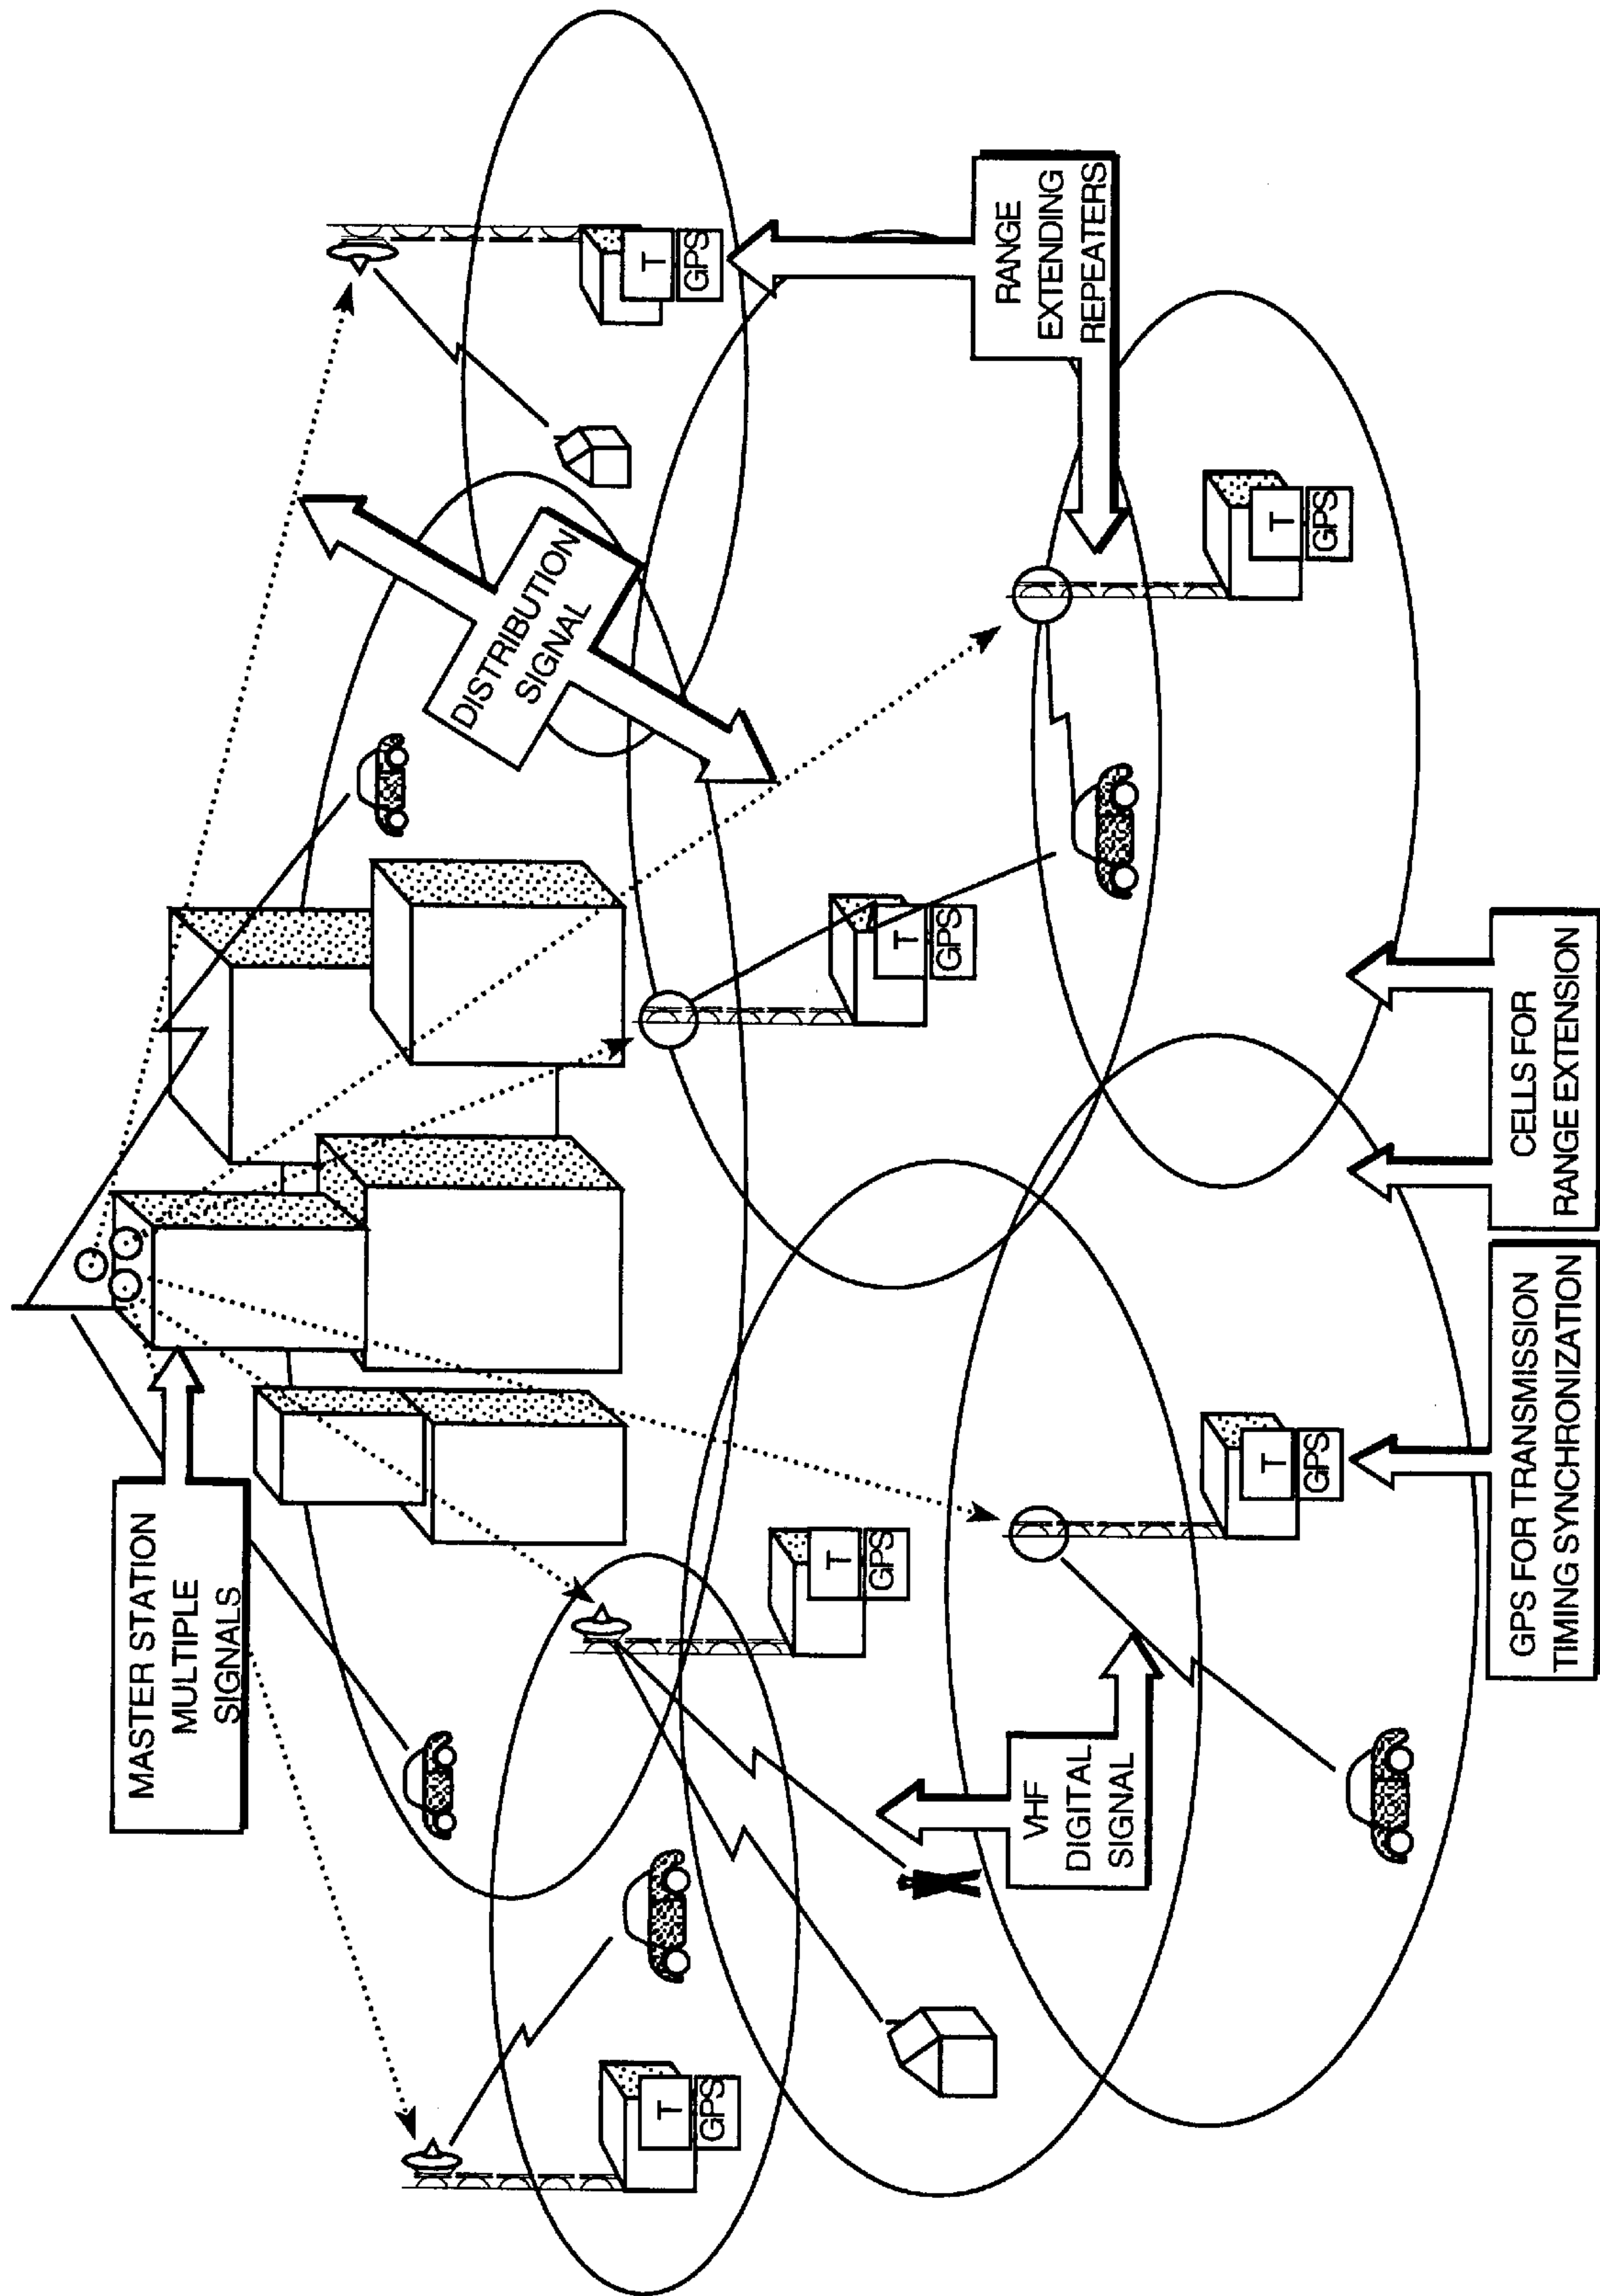 MASTER STATION
MULTIPLE
SIGNALS
DISTRIBUTION
SIGNAL
T
GPS
T
GPS
T
GPS
T
GPS
T
GPS
T
GPS
VHF
DIGITAL
SIGNAL
RANGE
EXTENDING
REPEATERS
GPS FOR TRANSMISSION
TIMING SYNCHRONIZATION
CELLS FOR
RANGE EXTENSION